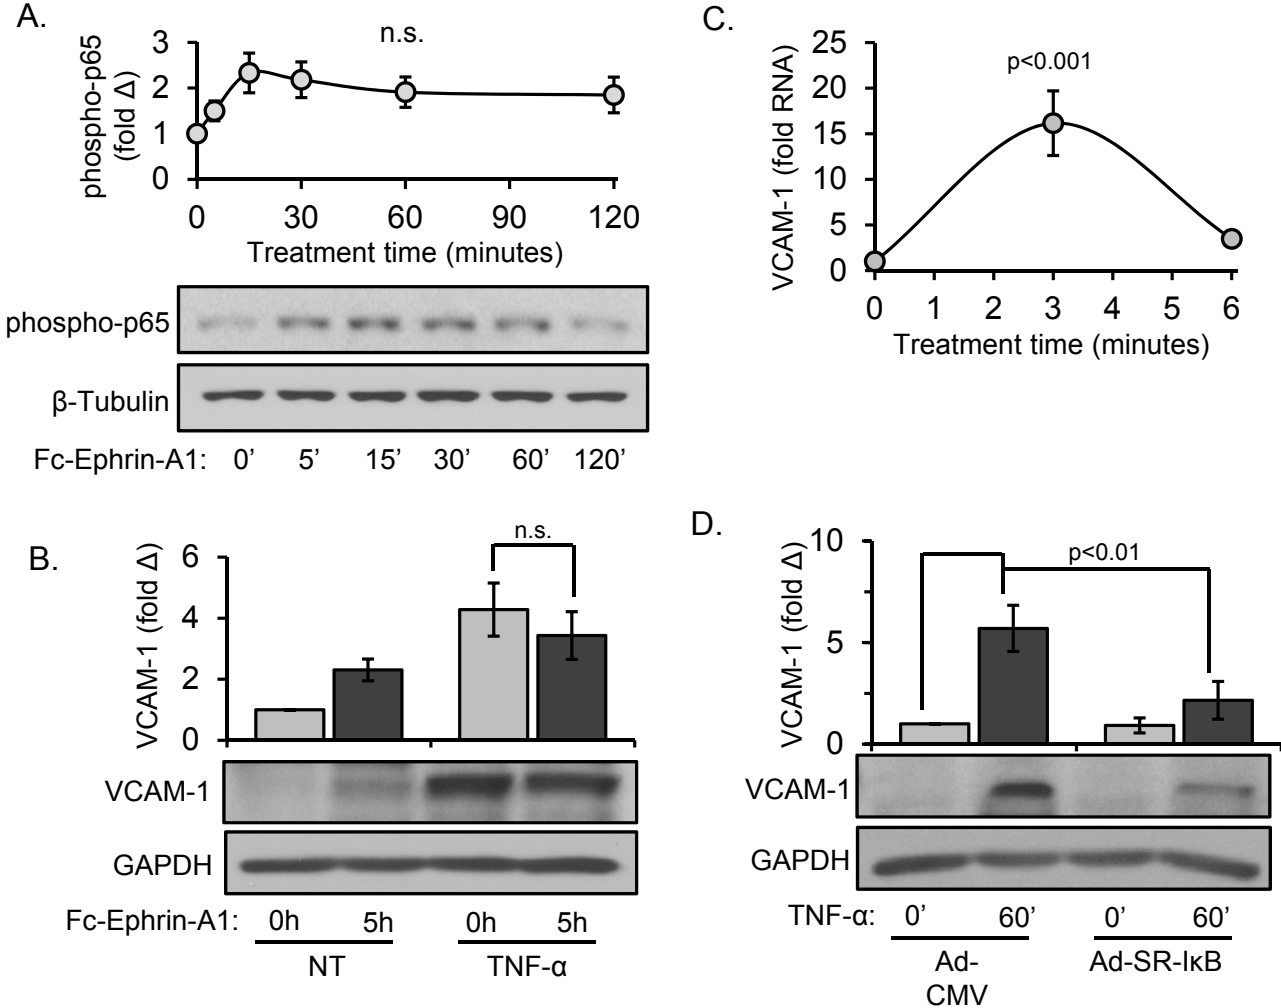 A.
phospho-p65
(fold Δ)
n.s.
3
2
1
0
0 30 60 90 120
Treatment time (minutes)
phospho-p65
β-Tubulin
Fc-Ephrin-A1: 0’ 5’ 15’ 30’ 60’ 120’
B.
VCAM-1 (fold Δ)
n.s.
6
4
2
0
VCAM-1
GAPDH
Fc-Ephrin-A1: 0h 5h 0h 5h
NT TNF-α
C.
VCAM-1 (fold RNA)
p<0.001
25
20
15
10
5
0
0 1 2 3 4 5 6
Treatment time (minutes)
D.
VCAM-1 (fold Δ)
p<0.01
10
5
0
VCAM-1
GAPDH
TNF-α: 0’ 60’ 0’ 60’
Ad- Ad-SR-IκB
CMV